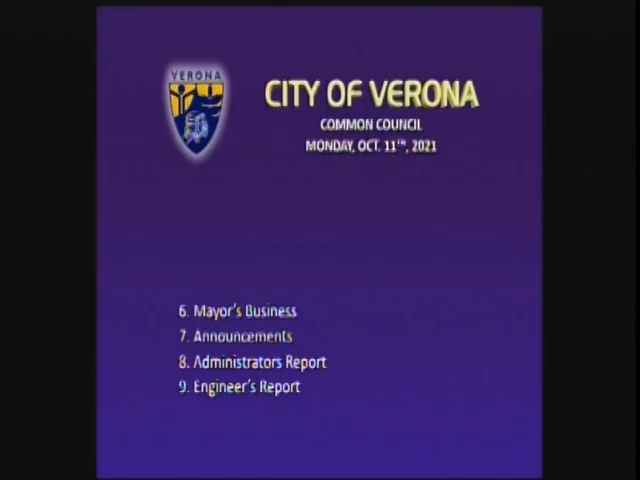 VERONA
CITY OF VERONA
COMMON COUNCIL
MONDAY, OCT. 11TH, 2021
6. Mayor's Business
7. Announcements
8. Administrators Report
9. Engineer's Report